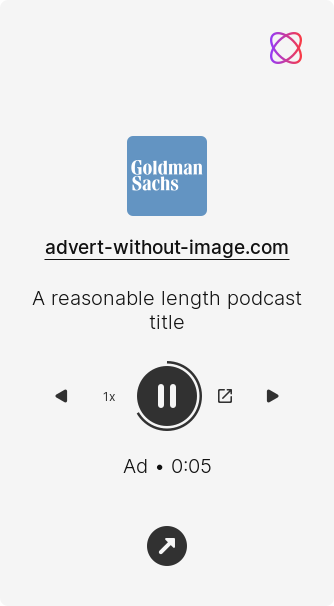 Goldman
Sachs
advert-without-image.com
A reasonable length podcast
title
1x
Ad • 0:05